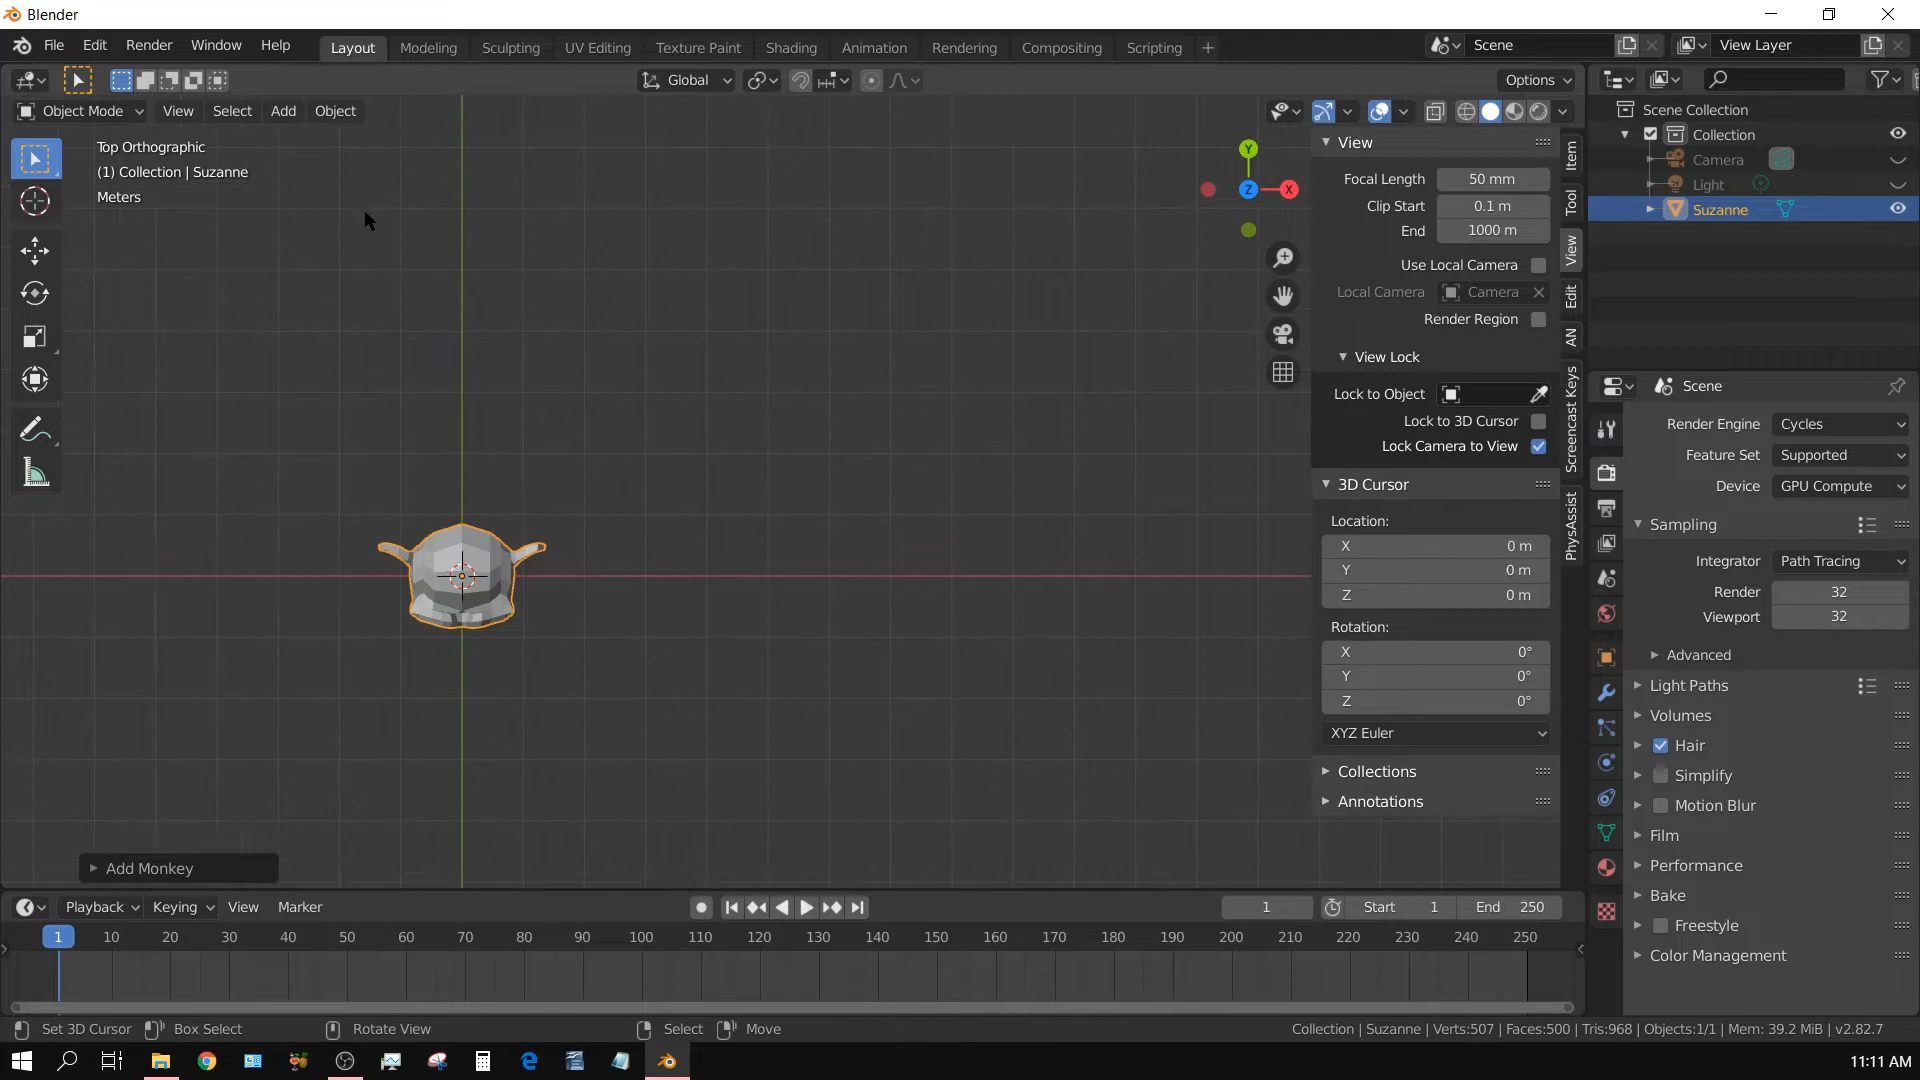 Blender
File Edit Render Window Help Layout Modeling Sculpting UV Editing Texture Paint Shading Animation Rendering Compositing Scripting + Scene View Layer
Global Options
Object Mode View Select Add Object
Top Orthographic
(1) Collection | Suzanne
Meters
Y
Z X
View
Focal Length 50 mm
Clip Start 0.1 m
End 1000 m
Use Local Camera
Local Camera Camera
Render Region
View Lock
Lock to Object
Lock to 3D Cursor
Lock Camera to View
3D Cursor
Location:
X 0 m
Y 0 m
Z 0 m
Rotation:
X 0°
Y 0°
Z 0°
XYZ Euler
Collections
Annotations
Item
Tool
View
Edit
AN
Screencast Keys
PhysAssist
Scene Collection
Collection
Camera
Light
Suzanne
Scene
Render Engine Cycles
Feature Set Supported
Device GPU Compute
Sampling
Integrator Path Tracing
Render 32
Viewport 32
Advanced
Light Paths
Volumes
Hair
Simplify
Motion Blur
Film
Performance
Bake
Freestyle
Color Management
Add Monkey
Playback Keying View Marker 1 Start 1 End 250
1 10 20 30 40 50 60 70 80 90 100 110 120 130 140 150 160 170 180 190 200 210 220 230 240 250
Set 3D Cursor Box Select Rotate View Select Move Collection | Suzanne | Verts:507 | Faces:500 | Tris:968 | Objects:1/1 | Mem: 39.2 MiB | v2.82.7
11:11 AM